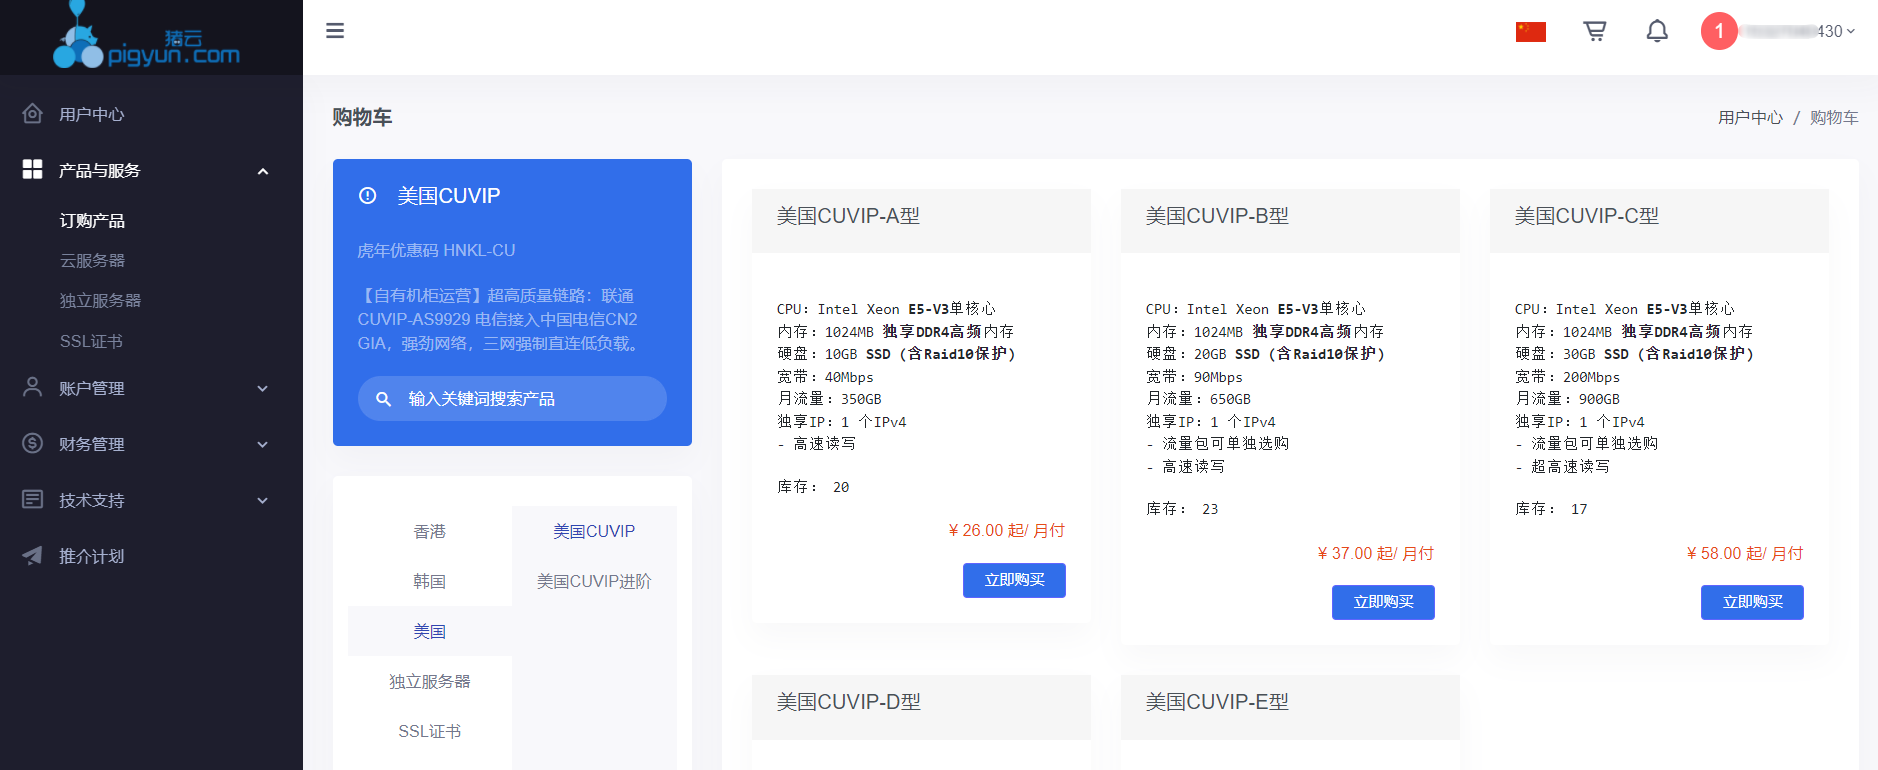 猪云
pigyun.com
1
430
用户中心
产品与服务
订购产品
云服务器
独立服务器
SSL证书
账户管理
财务管理
技术支持
推介计划
购物车
用户中心 / 购物车
美国CUVIP
虎年优惠码 HNKL-CU
【自有机柜运营】超高质量链路：联通
CUVIP-AS9929 电信接入中国电信CN2
GIA，强劲网络，三网强制直连低负载。
输入关键词搜索产品
香港
韩国
美国
独立服务器
SSL证书
美国CUVIP
美国CUVIP进阶
美国CUVIP-A型
CPU：Intel Xeon E5-V3单核心
内存：1024MB 独享DDR4高频内存
硬盘：10GB SSD (含Raid10保护)
宽带：40Mbps
月流量：350GB
独享IP：1 个IPv4
- 高速读写
库存： 20
¥ 26.00 起/ 月付
立即购买
美国CUVIP-B型
CPU：Intel Xeon E5-V3单核心
内存：1024MB 独享DDR4高频内存
硬盘：20GB SSD (含Raid10保护)
宽带：90Mbps
月流量：650GB
独享IP：1 个IPv4
- 流量包可单独选购
- 高速读写
库存： 23
¥ 37.00 起/ 月付
立即购买
美国CUVIP-C型
CPU：Intel Xeon E5-V3单核心
内存：1024MB 独享DDR4高频内存
硬盘：30GB SSD (含Raid10保护)
宽带：200Mbps
月流量：900GB
独享IP：1 个IPv4
- 流量包可单独选购
- 超高速读写
库存： 17
¥ 58.00 起/ 月付
立即购买
美国CUVIP-D型
美国CUVIP-E型